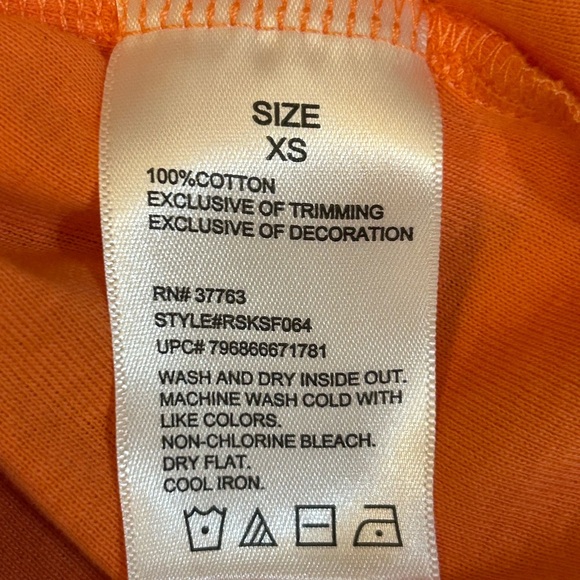 SIZE
XS
100%COTTON
EXCLUSIVE OF TRIMMING
EXCLUSIVE OF DECORATION
RN# 37763
STYLE#RSKSF064
UPC# 796866671781
WASH AND DRY INSIDE OUT.
MACHINE WASH COLD WITH
LIKE COLORS.
NON-CHLORINE BLEACH.
DRY FLAT.
COOL IRON.